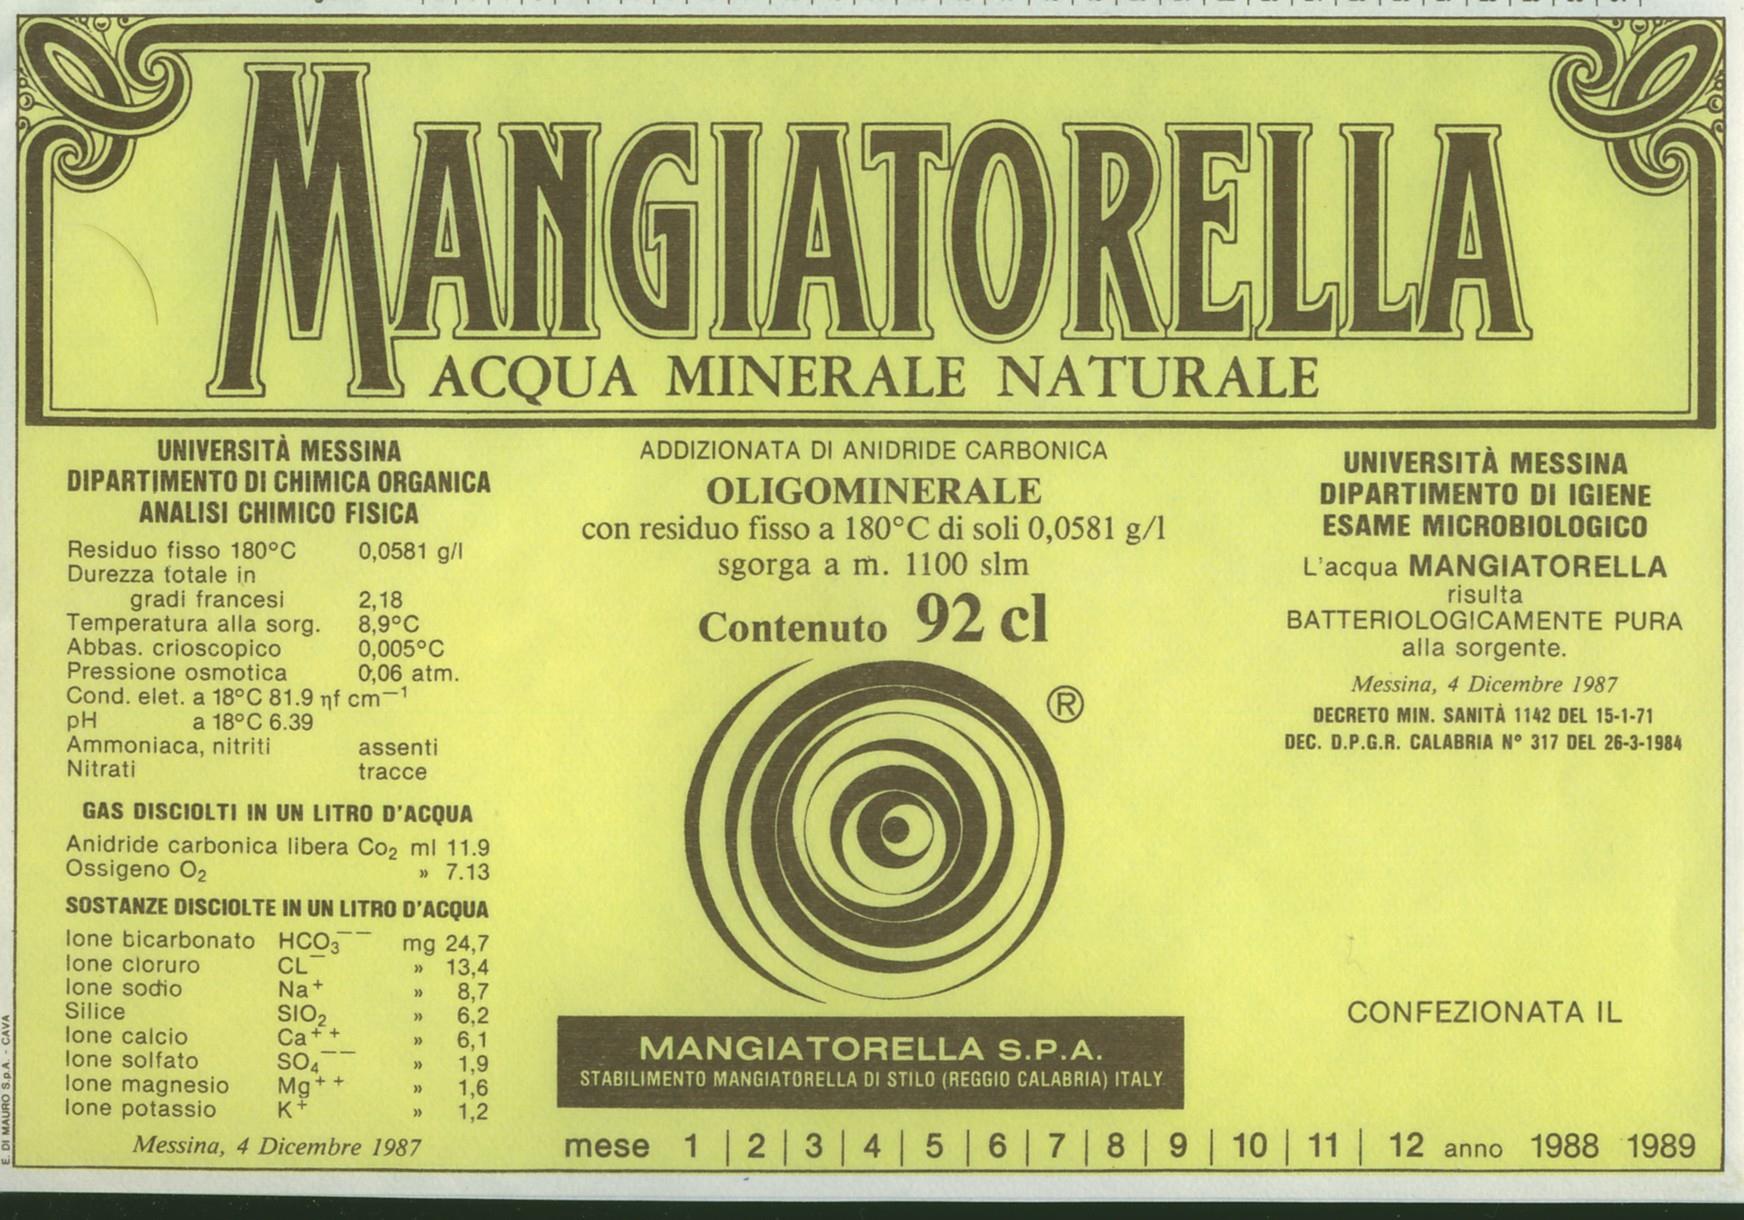 MANGIATORELLA
ACQUA MINERALE NATURALE
UNIVERSITÀ MESSINA
DIPARTIMENTO DI CHIMICA ORGANICA
ANALISI CHIMICO FISICA
Residuo fisso 180°C 0,0581 g/l
Durezza totale in
gradi francesi 2,18
Temperatura alla sorg. 8,9°C
Abbas. crioscopico 0,005°C
Pressione osmotica 0,06 atm.
Cond. elet. a 18°C 81.9 ηf cm⁻¹
pH a 18°C 6.39
Ammoniaca, nitriti assenti
Nitrati tracce
GAS DISCIOLTI IN UN LITRO D'ACQUA
Anidride carbonica libera Co₂ ml 11.9
Ossigeno O₂ » 7.13
SOSTANZE DISCIOLTE IN UN LITRO D'ACQUA
Ione bicarbonato HCO₃⁻⁻ mg 24,7
Ione cloruro CL⁻ » 13,4
Ione sodio Na⁺ » 8,7
Silice SIO₂ » 6,2
Ione calcio Ca⁺⁺ » 6,1
Ione solfato SO₄⁻⁻ » 1,9
Ione magnesio Mg⁺⁺ » 1,6
Ione potassio K⁺ » 1,2
Messina, 4 Dicembre 1987
ADDIZIONATA DI ANIDRIDE CARBONICA
OLIGOMINERALE
con residuo fisso a 180°C di soli 0,0581 g/l
sgorga a m. 1100 slm
Contenuto 92 cl
®
MANGIATORELLA S.P.A.
STABILIMENTO MANGIATORELLA DI STILO (REGGIO CALABRIA) ITALY
UNIVERSITÀ MESSINA
DIPARTIMENTO DI IGIENE
ESAME MICROBIOLOGICO
L'acqua MANGIATORELLA
risulta
BATTERIOLOGICAMENTE PURA
alla sorgente.
Messina, 4 Dicembre 1987
DECRETO MIN. SANITÀ 1142 DEL 15-1-71
DEC. D.P.G.R. CALABRIA N° 317 DEL 26-3-1984
CONFEZIONATA IL
mese 1 | 2 | 3 | 4 | 5 | 6 | 7 | 8 | 9 | 10 | 11 | 12 anno 1988 1989
E. DI MAURO S.p.A. - CAVA